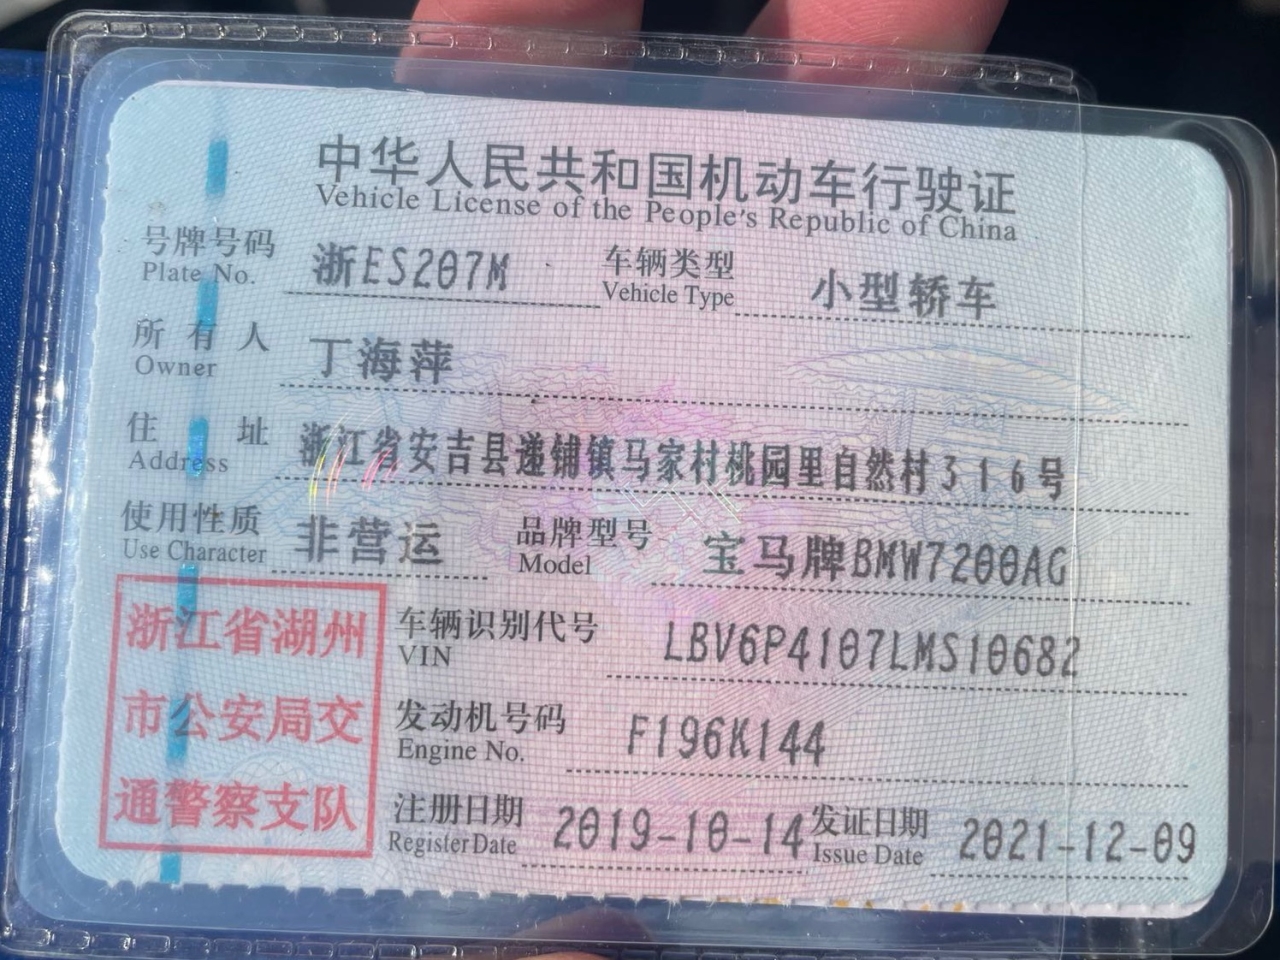 中华人民共和国机动车行驶证
Vehicle License of the People's Republic of China
号牌号码 浙ES207M 车辆类型 小型轿车
Plate No. Vehicle Type
所有人 丁海萍
Owner
住址 浙江省安吉县递铺镇马家村桃园里自然村316号
Address
使用性质 非营运 品牌型号 宝马牌BMW7200AG
Use Character Model
浙江省湖州
市公安局交
通警察支队
车辆识别代号 LBV6P4107LMS10682
VIN
发动机号码 F196K144
Engine No.
注册日期 2019-10-14 发证日期 2021-12-09
Register Date Issue Date